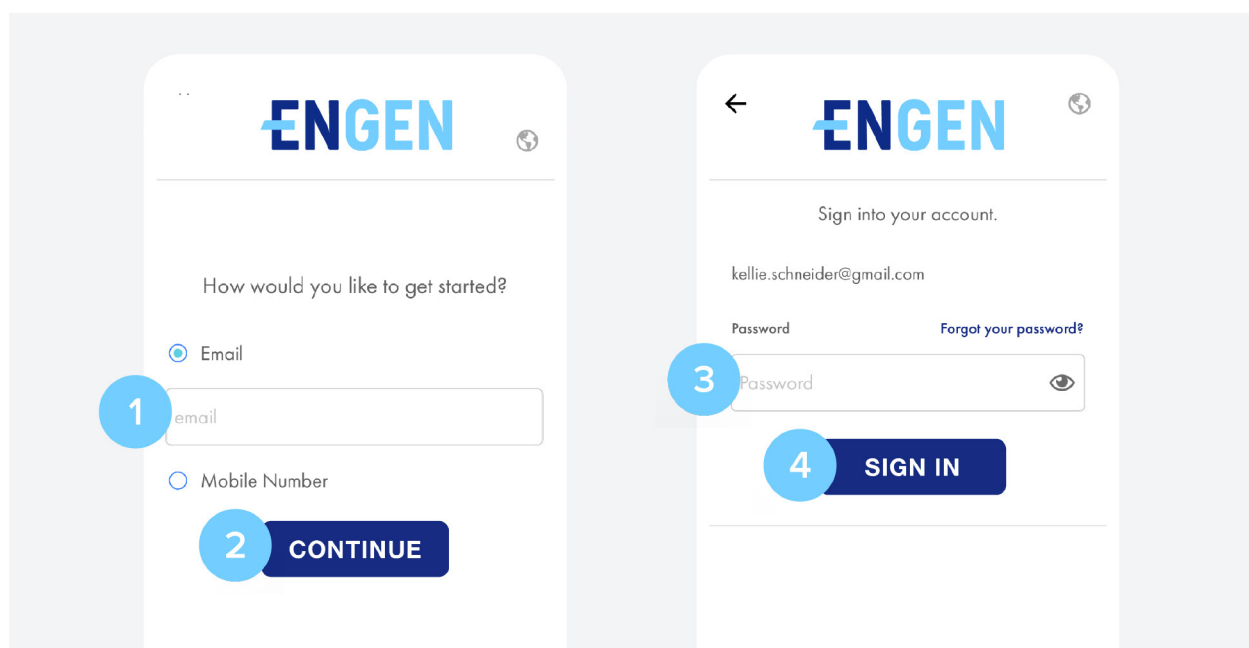 ENGEN
How would you like to get started?
Email
1
email
Mobile Number
2
CONTINUE
ENGEN
Sign into your account.
kellie.schneider@gmail.com
Password Forgot your password?
3
Password
4
SIGN IN